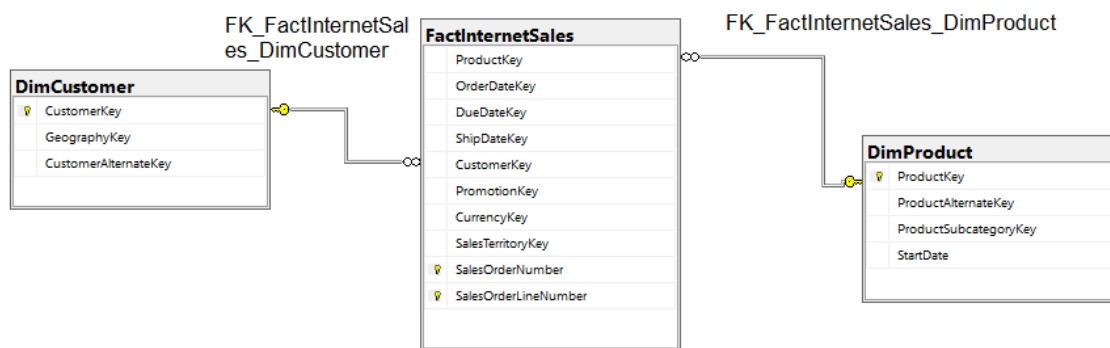 FK_FactInternetSal
es_DimCustomer
FK_FactInternetSales_DimProduct
DimCustomer
CustomerKey
GeographyKey
CustomerAlternateKey
FactInternetSales
ProductKey
OrderDateKey
DueDateKey
ShipDateKey
CustomerKey
PromotionKey
CurrencyKey
SalesTerritoryKey
SalesOrderNumber
SalesOrderLineNumber
DimProduct
ProductKey
ProductAlternateKey
ProductSubcategoryKey
StartDate